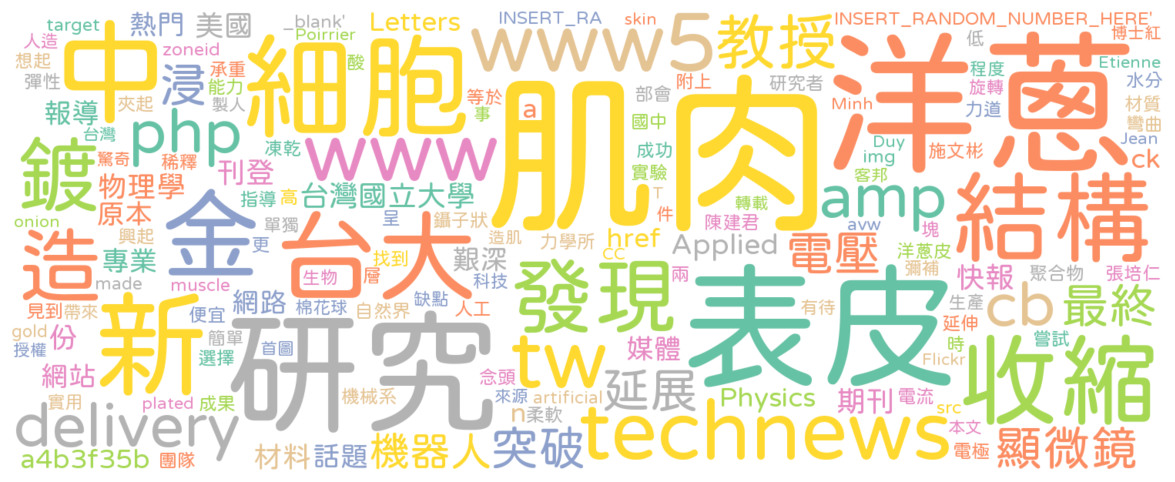 target 熱門 美國 _blank' Letters INSERT_RA skin INSERT_RANDOM_NUMBER_HERE'
人造 zoneid Poirrier www5 教授 低 博士紅
想起 中 浸 承重 細胞 酸 附上 研究者 洋蔥 程度 Etienne
彈性 能力 等於 部會 旋轉 水分
報導 夾起 製人 事 a 肌肉 國中 Minh 力道 材質
台灣 php 凍乾 www 成功 Duy 施文彬 彎曲
鍍 驚奇 稀釋 刊登 實驗 img Jean
物理學 指導 高 台灣國立大學 T 轉載 amp 客邦 結構 ck
onion 原本 金 單獨 呈 鑷子狀 件 陳建君 avw 塊
造 興起 更 台大 造肌 力學所 href Applied 電壓 洋蔥皮
專業 找到 艱深 cc 兩 彌補 快報 聚合物 張培仁
made muscle 生物 層 科技 發現 表皮 cb 生產 最終
見到 帶來 新 網路 棉花球 自然界 缺點 人工 有待 延伸
gold 份 便宜 簡單 研究 tw 媒體 時 嘗試
授權 選擇 首圖 Flickr 收縮
網站 念頭 延展
實用 plated 成果 機械系 來源 artificial Physics 期刊 電流
delivery n 柔軟 technews src 本文
a4b3f35b 團隊 材料 話題 機器人 突破 電極 顯微鏡